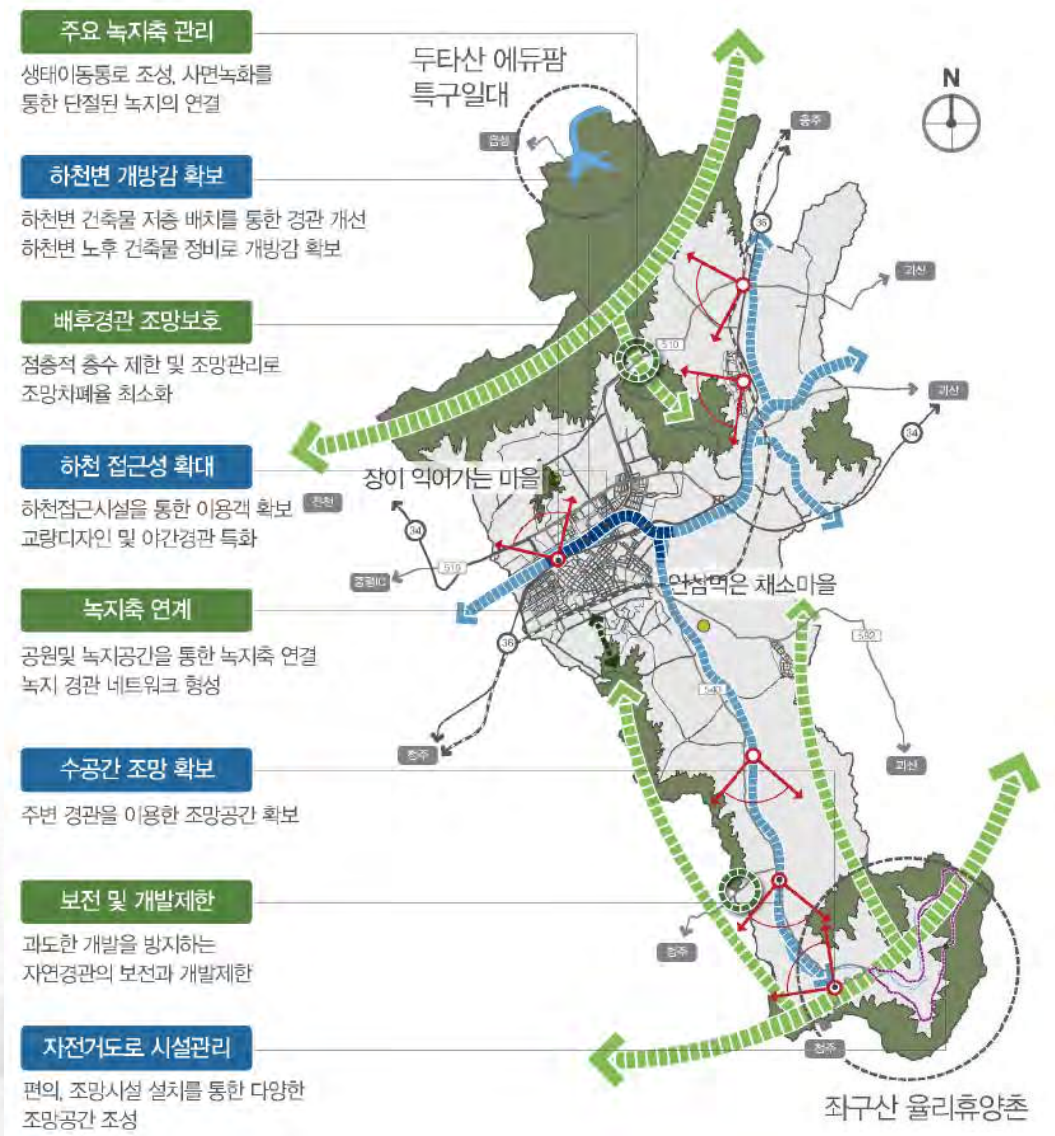 주요 녹지축 관리
생태이동통로 조성, 사면녹화를
통한 단절된 녹지의 연결
하천변 개방감 확보
하천변 건축물 저층 배치를 통한 경관 개선
하천변 노후 건축물 정비로 개방감 확보
배후경관 조망보호
점층적 층수 제한 및 조망관리로
조망차폐율 최소화
하천 접근성 확대
하천접근시설을 통한 이용객 확보
교량디자인 및 야간경관 특화
녹지축 연계
공원및 녹지공간을 통한 녹지축 연결
녹지 경관 네트워크 형성
수공간 조망 확보
주변 경관을 이용한 조망공간 확보
보전 및 개발제한
과도한 개발을 방지하는
자연경관의 보전과 개발제한
자전거도로 시설관리
편의, 조망시설 설치를 통한 다양한
조망공간 조성
두타산 에듀팜
특구일대
N
음성
충주
36
괴산
510
괴산
34
장이 익어가는 마을
진천
34
510
증평IC
안심먹은 채소마을
592
36
540
청주
괴산
청주
청주
좌구산 율리휴양촌